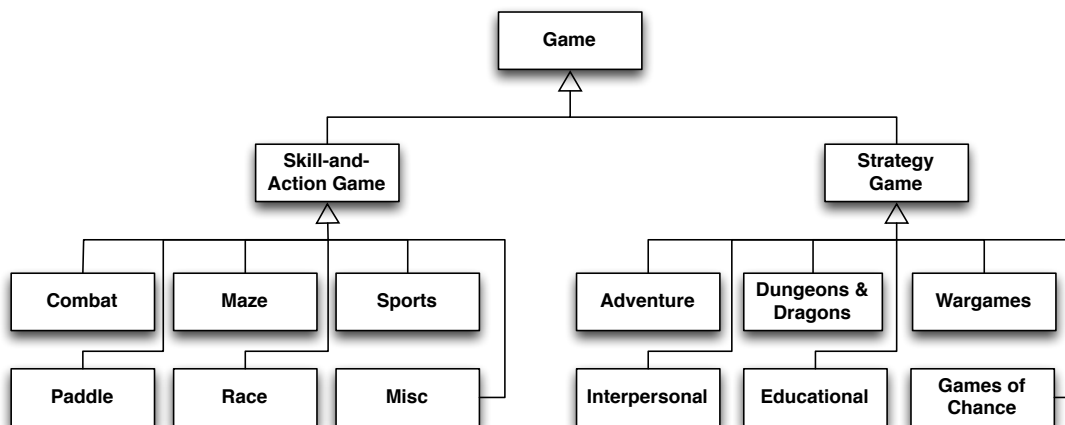 Game
Skill-and-
Action Game
Strategy
Game
Combat
Maze
Sports
Adventure
Dungeons &
Dragons
Wargames
Paddle
Race
Misc
Interpersonal
Educational
Games of
Chance